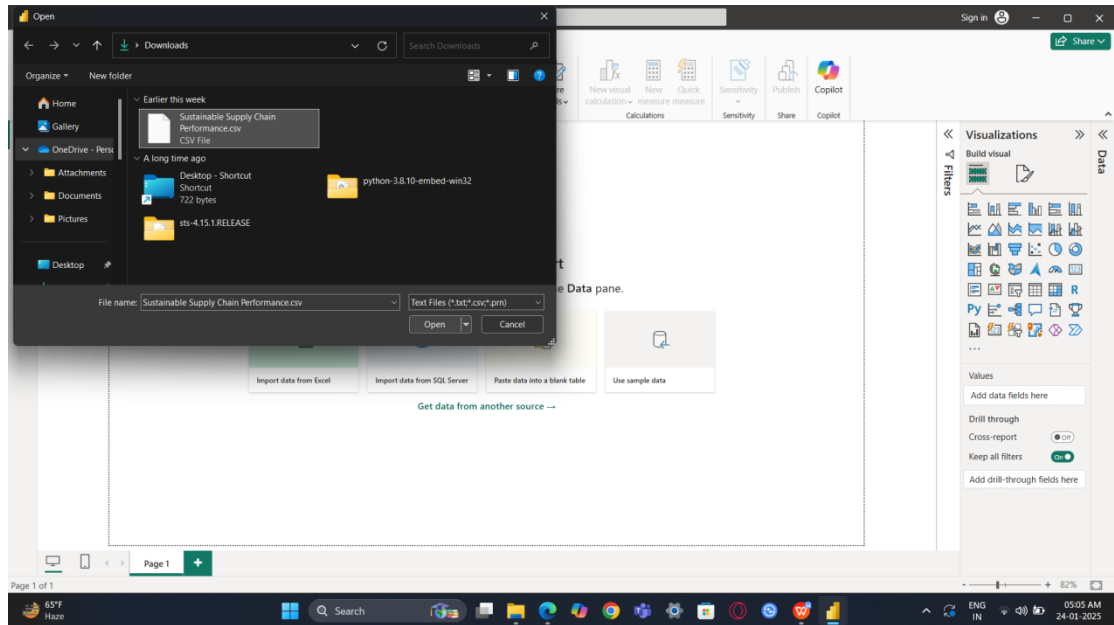 Open
Sign in
Downloads
Search Downloads
Share
Organize
New folder
Home
Gallery
OneDrive - Perso
Attachments
Documents
Pictures
Desktop
Earlier this week
Sustainable Supply Chain
Performance.csv
CSV File
A long time ago
Desktop - Shortcut
Shortcut
722 bytes
python-3.8.10-embed-win32
sts-4.15.1.RELEASE
File name:
Sustainable Supply Chain Performance.csv
Text Files (*.txt;*.csv;*.prn)
Open
Cancel
New visual
calculation
New
measure
Quick
measure
Calculations
Sensitivity
Sensitivity
Publish
Share
Copilot
Copilot
Data pane.
Import data from Excel
Import data from SQL Server
Paste data into a blank table
Use sample data
Get data from another source →
Filters
Visualizations
Build visual
Data
123
R
Py
...
Values
Add data fields here
Drill through
Cross-report
Off
Keep all filters
On
Add drill-through fields here
Page 1
+
Page 1 of 1
- + 82%
65°F
Haze
Search
ENG
IN
05:05 AM
24-01-2025